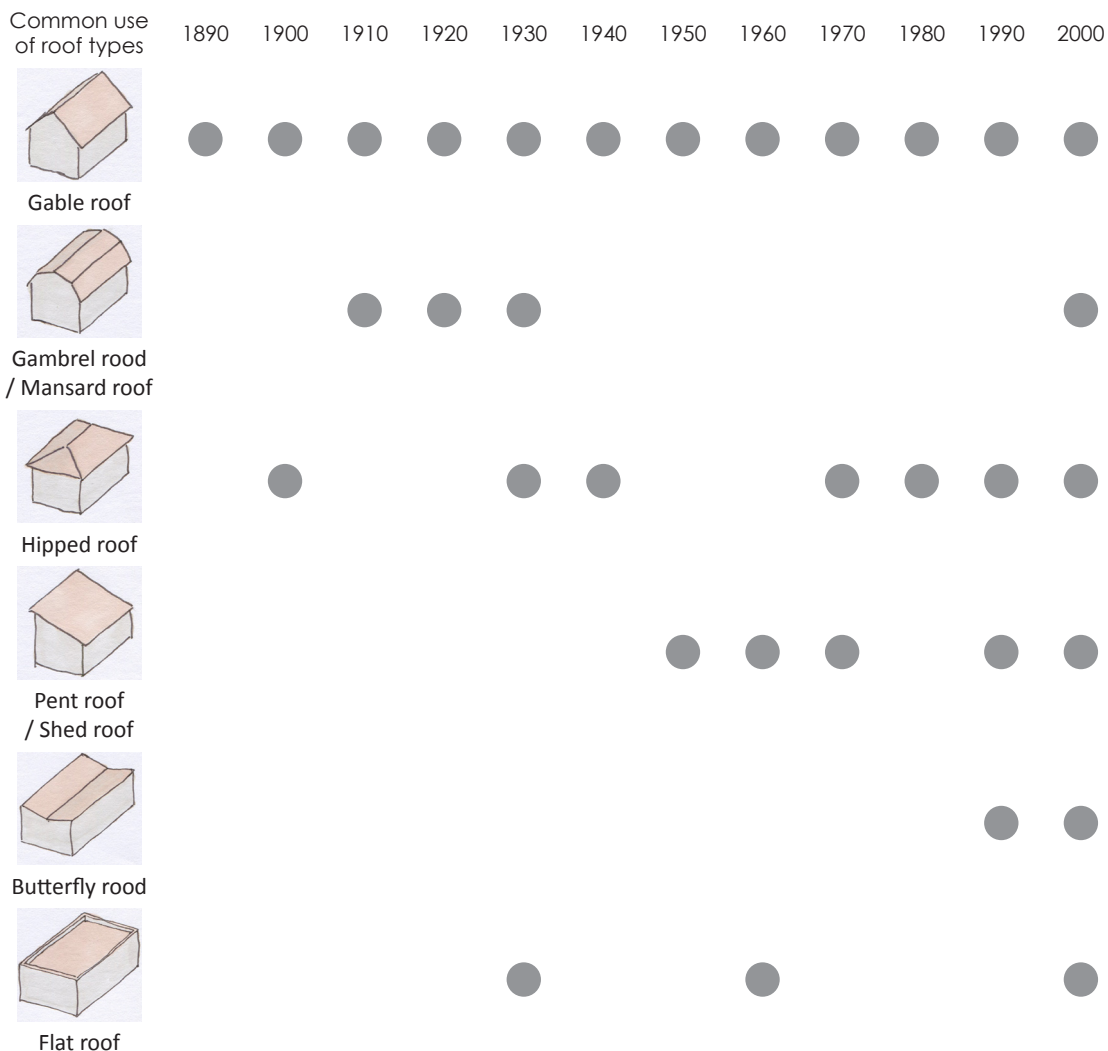 Common use
of roof types
1890 1900 1910 1920 1930 1940 1950 1960 1970 1980 1990 2000
Gable roof
Gambrel rood
/ Mansard roof
Hipped roof
Pent roof
/ Shed roof
Butterfly rood
Flat roof